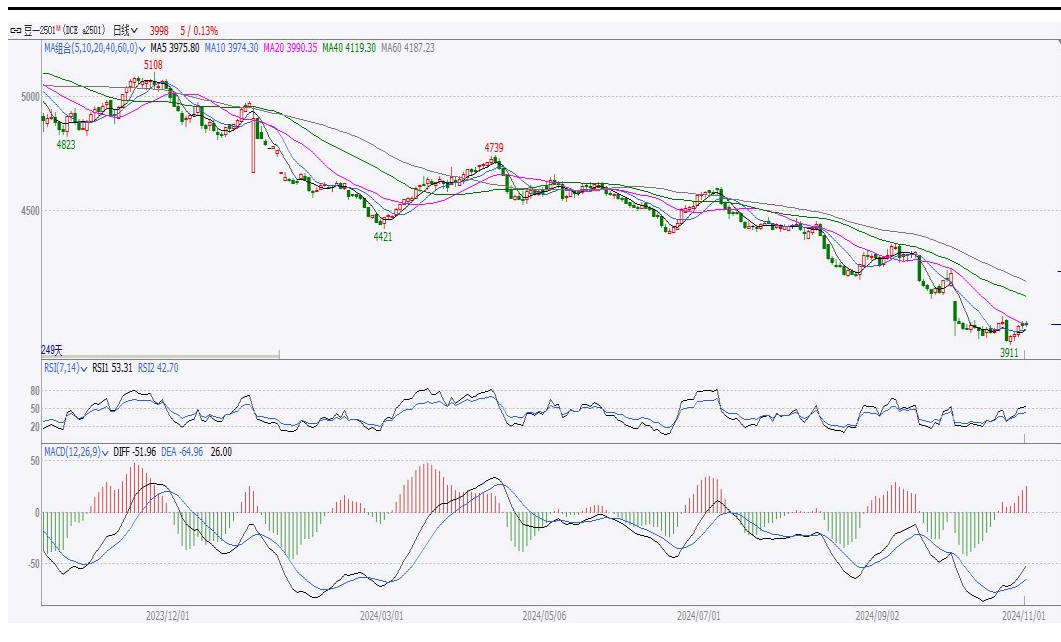 豆一2501M (DCE a2501) 日线 3998 5 / 0.13%
MA组合(5,10,20,40,60,0) MA5 3975.80 MA10 3974.30 MA20 3990.35 MA40 4119.30 MA60 4187.23
5108
5000
4823
4739
4500
4421
3911
249天
RSI(7,14) RSI1 53.31 RSI2 42.70
80
50
20
MACD(12,26,9) DIFF -51.96 DEA -64.96 26.00
50
0
-50
2023/12/01 2024/03/01 2024/05/06 2024/07/01 2024/09/02 2024/11/01